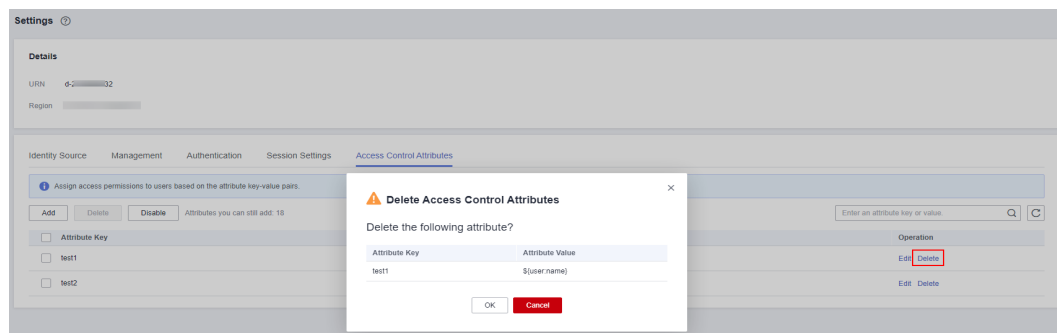 Settings
Details
URN d-2 32
Region
Identity Source Management Authentication Session Settings Access Control Attributes
Assign access permissions to users based on the attribute key-value pairs.
Add Delete Disable Attributes you can still add: 18 Enter an attribute key or value.
Attribute Key Operation
test1 Edit Delete
test2 Edit Delete
Delete Access Control Attributes
Delete the following attribute?
Attribute Key Attribute Value
test1 ${user:name}
OK Cancel